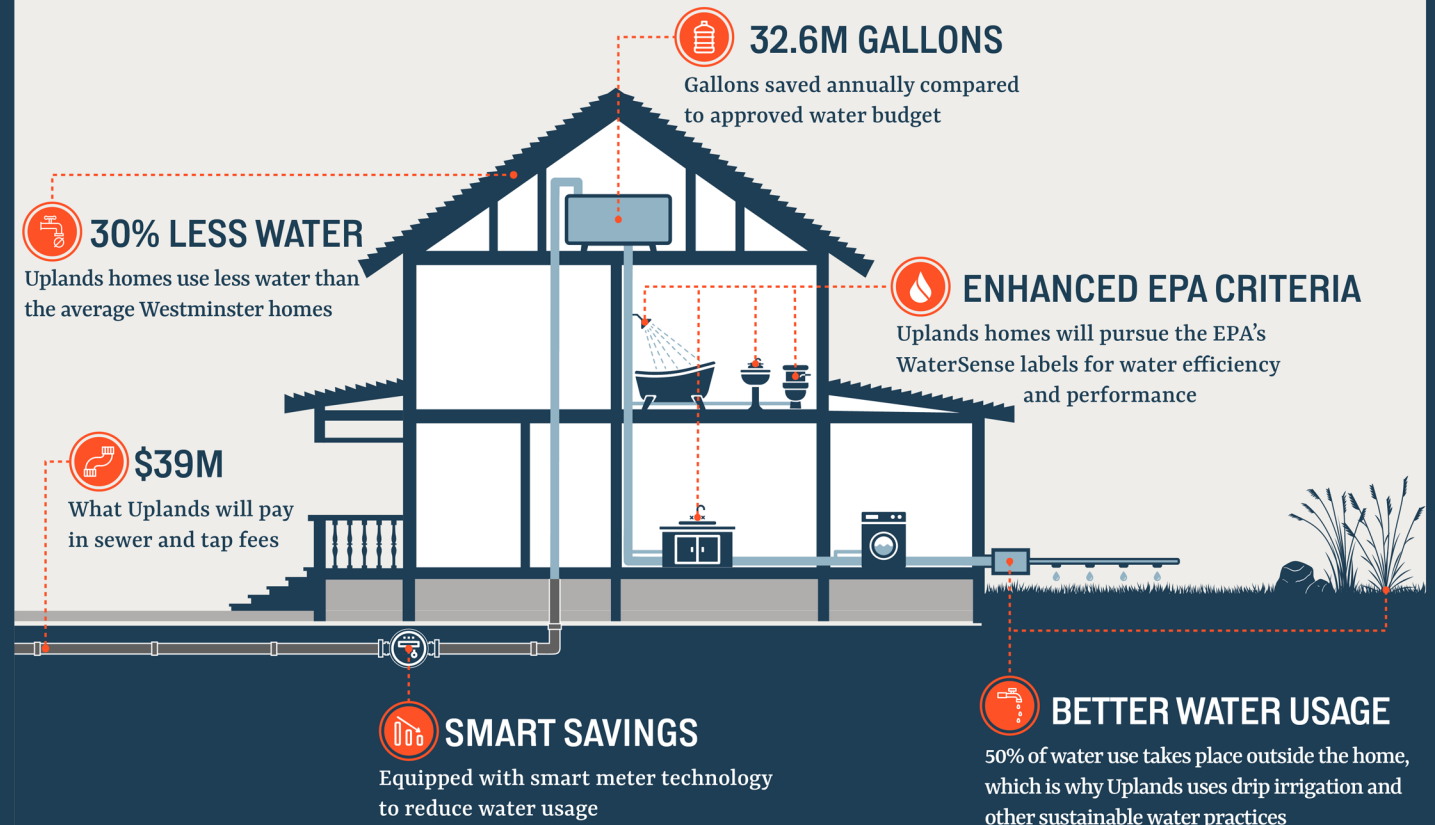 32.6M GALLONS
Gallons saved annually compared
to approved water budget
30% LESS WATER
Uplands homes use less water than
the average Westminster homes
ENHANCED EPA CRITERIA
Uplands homes will pursue the EPA’s
WaterSense labels for water efficiency
and performance
$39M
What Uplands will pay
in sewer and tap fees
SMART SAVINGS
Equipped with smart meter technology
to reduce water usage
BETTER WATER USAGE
50% of water use takes place outside the home,
which is why Uplands uses drip irrigation and
other sustainable water practices